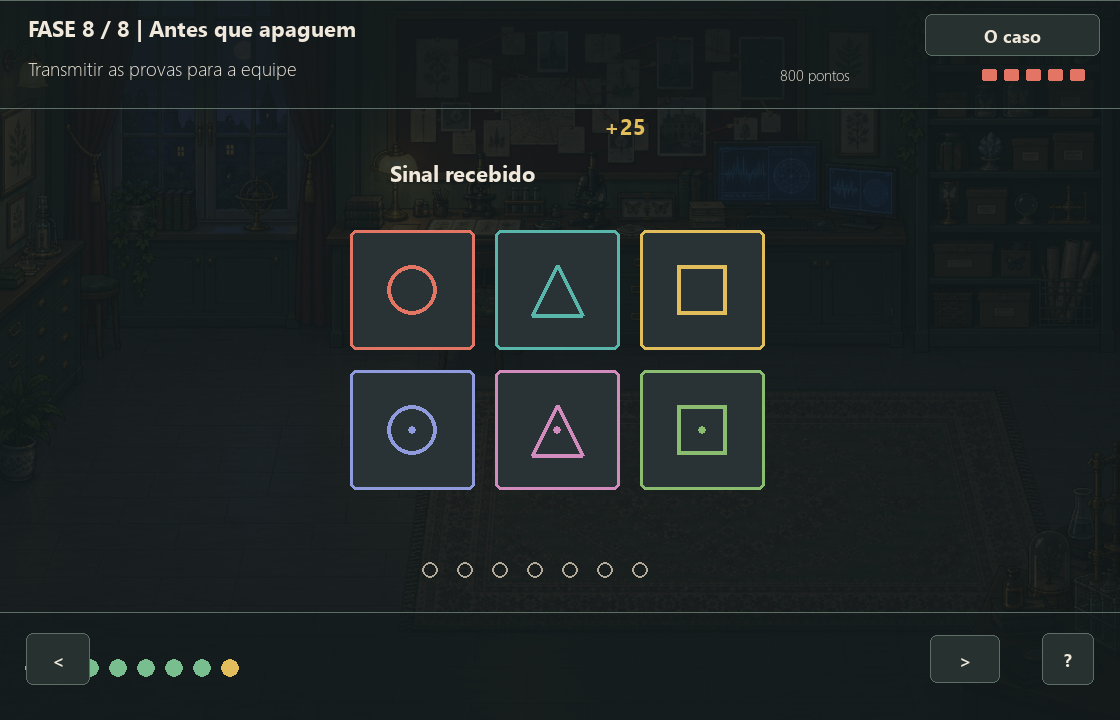 FASE 8 / 8 | Antes que apaguem
O caso
Transmitir as provas para a equipe
800 pontos
+25
Sinal recebido
<
>
?